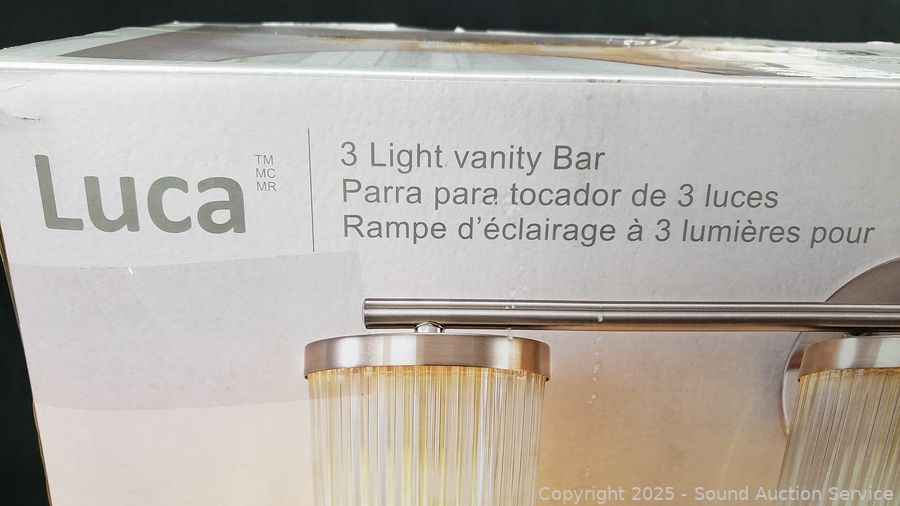 Luca
TM
MC
MR
3 Light vanity Bar
Parra para tocador de 3 luces
Rampe d'éclairage à 3 lumières pour
Copyright 2025 - Sound Auction Service